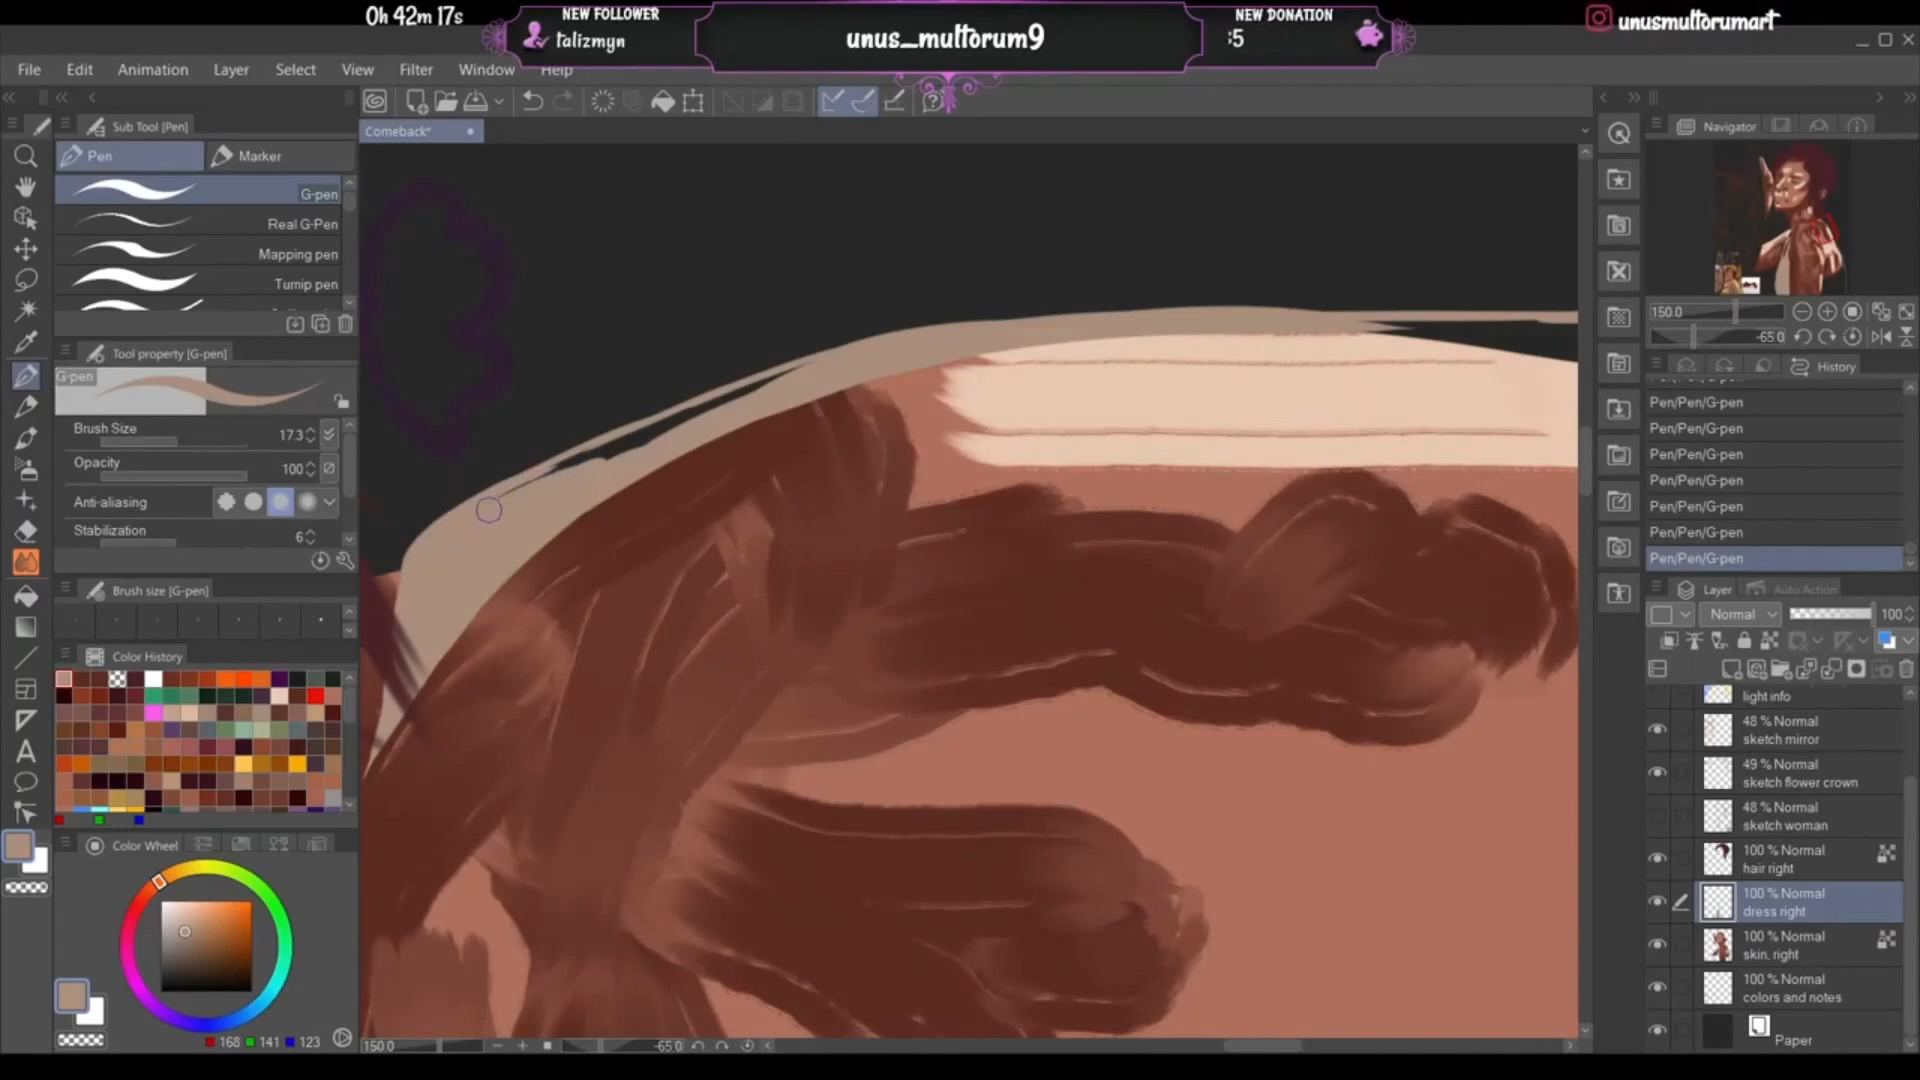 0h 42m 17s
NEW FOLLOWER
talizmyn
unus_multorum9
NEW DONATION
:5
unusmultorumart
File Edit Animation Layer Select View Filter Window Help
Sub Tool [Pen]
Pen
Marker
G-pen
Real G-Pen
Mapping pen
Turnip pen
Tool property [G-pen]
G-pen
Brush Size 17.3
Opacity 100
Anti-aliasing
Stabilization 6
Brush size [G-pen]
Color History
Color Wheel
168 141 123
Comeback*
150.0
-65.0
Navigator
150.0
-65.0
History
Pen/Pen/G-pen
Pen/Pen/G-pen
Pen/Pen/G-pen
Pen/Pen/G-pen
Pen/Pen/G-pen
Pen/Pen/G-pen
Pen/Pen/G-pen
Layer
Auto Action
Normal
100
light info
48 % Normal
sketch mirror
49 % Normal
sketch flower crown
48 % Normal
sketch woman
100 % Normal
hair right
100 % Normal
dress right
100 % Normal
skin, right
100 % Normal
colors and notes
Paper